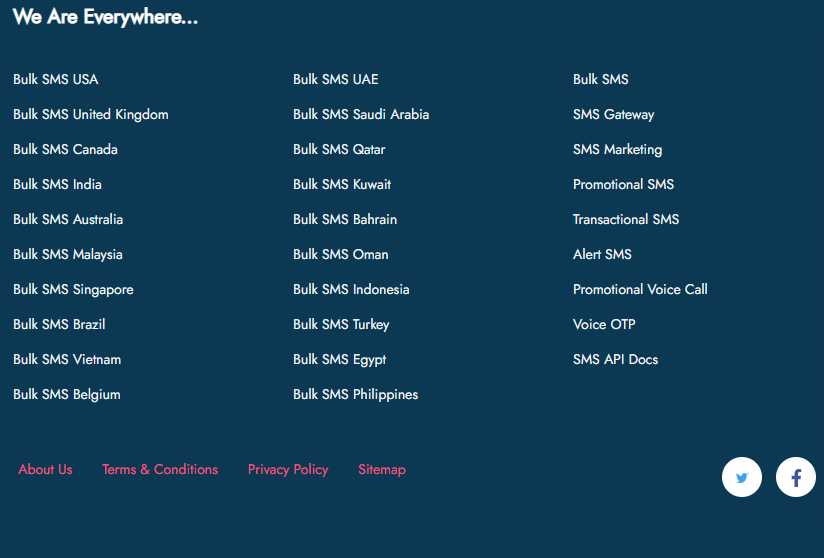 We Are Everywhere...
Bulk SMS USA
Bulk SMS United Kingdom
Bulk SMS Canada
Bulk SMS India
Bulk SMS Australia
Bulk SMS Malaysia
Bulk SMS Singapore
Bulk SMS Brazil
Bulk SMS Vietnam
Bulk SMS Belgium
Bulk SMS UAE
Bulk SMS Saudi Arabia
Bulk SMS Qatar
Bulk SMS Kuwait
Bulk SMS Bahrain
Bulk SMS Oman
Bulk SMS Indonesia
Bulk SMS Turkey
Bulk SMS Egypt
Bulk SMS Philippines
Bulk SMS
SMS Gateway
SMS Marketing
Promotional SMS
Transactional SMS
Alert SMS
Promotional Voice Call
Voice OTP
SMS API Docs
About Us Terms & Conditions Privacy Policy Sitemap